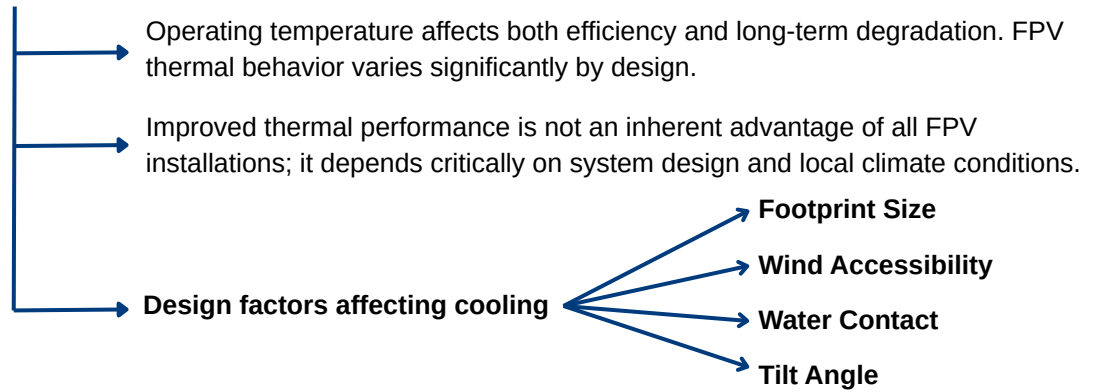 Operating temperature affects both efficiency and long-term degradation. FPV
thermal behavior varies significantly by design.
Improved thermal performance is not an inherent advantage of all FPV
installations; it depends critically on system design and local climate conditions.
Design factors affecting cooling
Footprint Size
Wind Accessibility
Water Contact
Tilt Angle